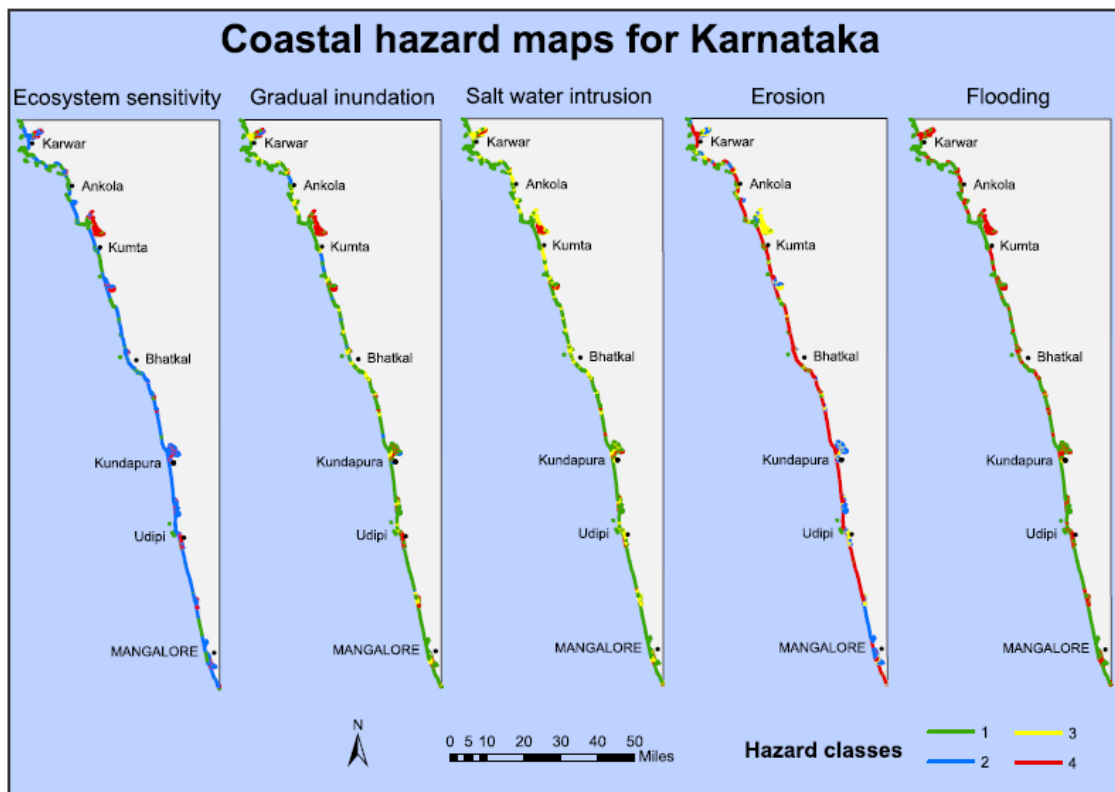 Coastal hazard maps for Karnataka
Ecosystem sensitivity
Gradual inundation
Salt water intrusion
Erosion
Flooding
Karwar
Ankola
Kumta
Bhatkal
Kundapura
Udipi
MANGALORE
Karwar
Ankola
Kumta
Bhatkal
Kundapura
Udipi
MANGALORE
Karwar
Ankola
Kumta
Bhatkal
Kundapura
Udipi
MANGALORE
Karwar
Ankola
Kumta
Bhatkal
Kundapura
Udipi
MANGALORE
Karwar
Ankola
Kumta
Bhatkal
Kundapura
Udipi
MANGALORE
N
0 5 10 20 30 40 50
Miles
Hazard classes
1 3
2 4